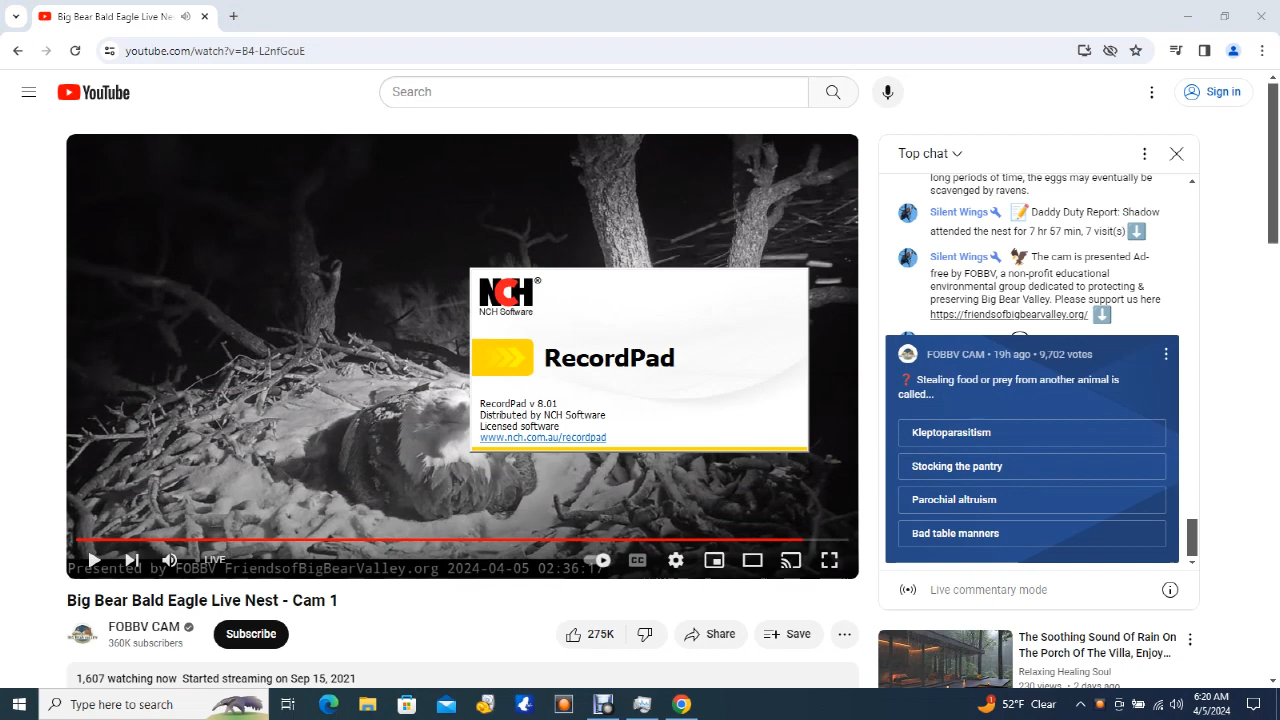 Big Bear Bald Eagle Live Ne
youtube.com/watch?v=B4-L2nfGcuE
YouTube
Search
Sign in
NCH®
NCH Software
RecordPad
RecordPad v 8.01
Distributed by NCH Software
Licensed software
www.nch.com.au/recordpad
LIVE
CC
Presented by FOBBV FriendsofBigBearValley.org 2024-04-05 02:36:17
Big Bear Bald Eagle Live Nest - Cam 1
FOBBV CAM
360K subscribers
Subscribe
275K
Share
Save
1,607 watching now Started streaming on Sep 15, 2021
Top chat
long periods of time, the eggs may eventually be
scavenged by ravens.
Silent Wings 📝 Daddy Duty Report: Shadow
attended the nest for 7 hr 57 min, 7 visit(s)
Silent Wings The cam is presented Ad-
free by FOBBV, a non-profit educational
environmental group dedicated to protecting &
preserving Big Bear Valley. Please support us here
https://friendsofbigbearvalley.org/
FOBBV CAM • 19h ago • 9,702 votes
❓ Stealing food or prey from another animal is
called...
Kleptoparasitism
Stocking the pantry
Parochial altruism
Bad table manners
Live commentary mode
The Soothing Sound Of Rain On
The Porch Of The Villa, Enjoy...
Relaxing Healing Soul
230 views • 2 days ago
Type here to search
52°F Clear
6:20 AM
4/5/2024